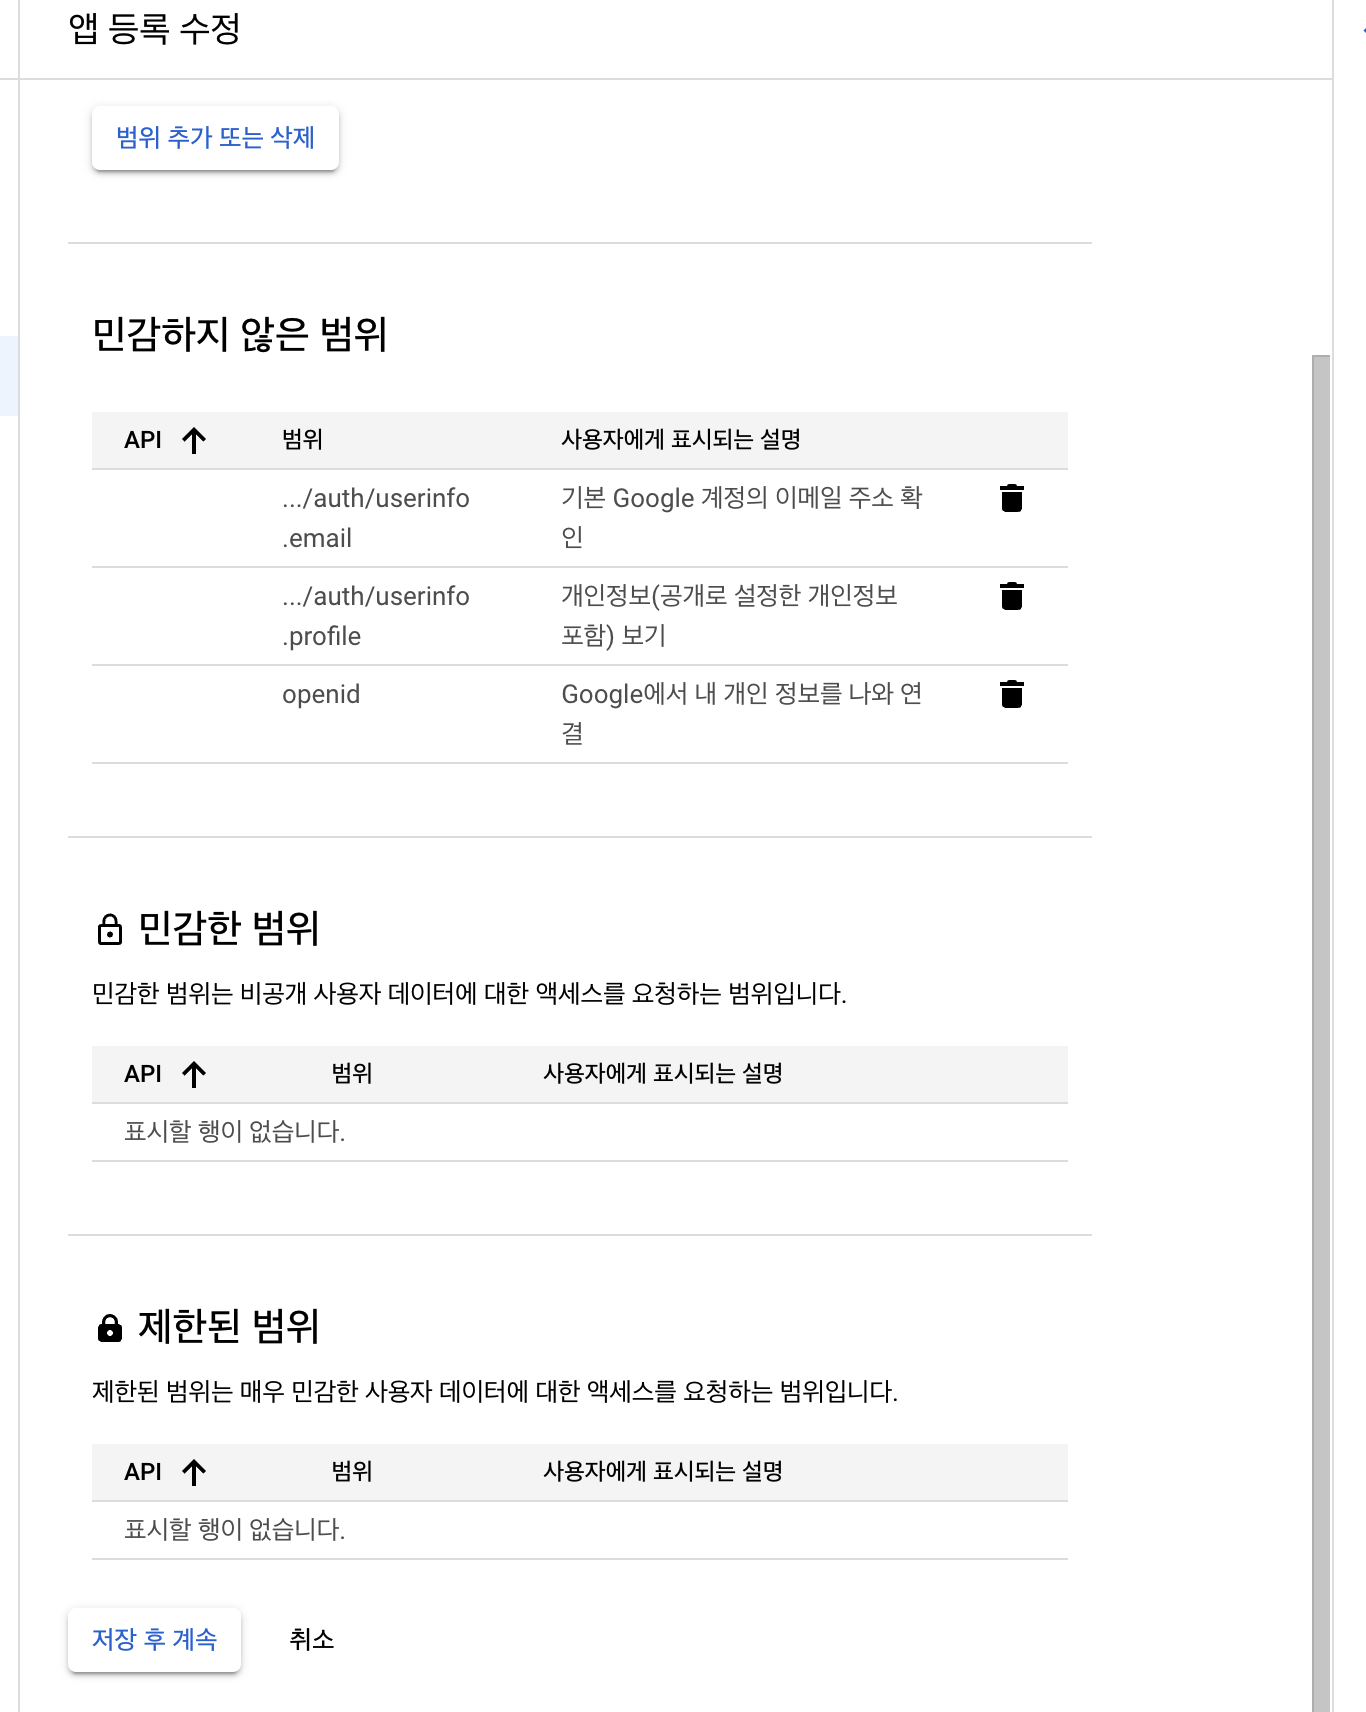 앱 등록 수정
범위 추가 또는 삭제
민감하지 않은 범위
API 범위 사용자에게 표시되는 설명
.../auth/userinfo 기본 Google 계정의 이메일 주소 확
.email 인
.../auth/userinfo 개인정보(공개로 설정한 개인정보
.profile 포함) 보기
openid Google에서 내 개인 정보를 나와 연
결
민감한 범위
민감한 범위는 비공개 사용자 데이터에 대한 액세스를 요청하는 범위입니다.
API 범위 사용자에게 표시되는 설명
표시할 행이 없습니다.
제한된 범위
제한된 범위는 매우 민감한 사용자 데이터에 대한 액세스를 요청하는 범위입니다.
API 범위 사용자에게 표시되는 설명
표시할 행이 없습니다.
저장 후 계속 취소